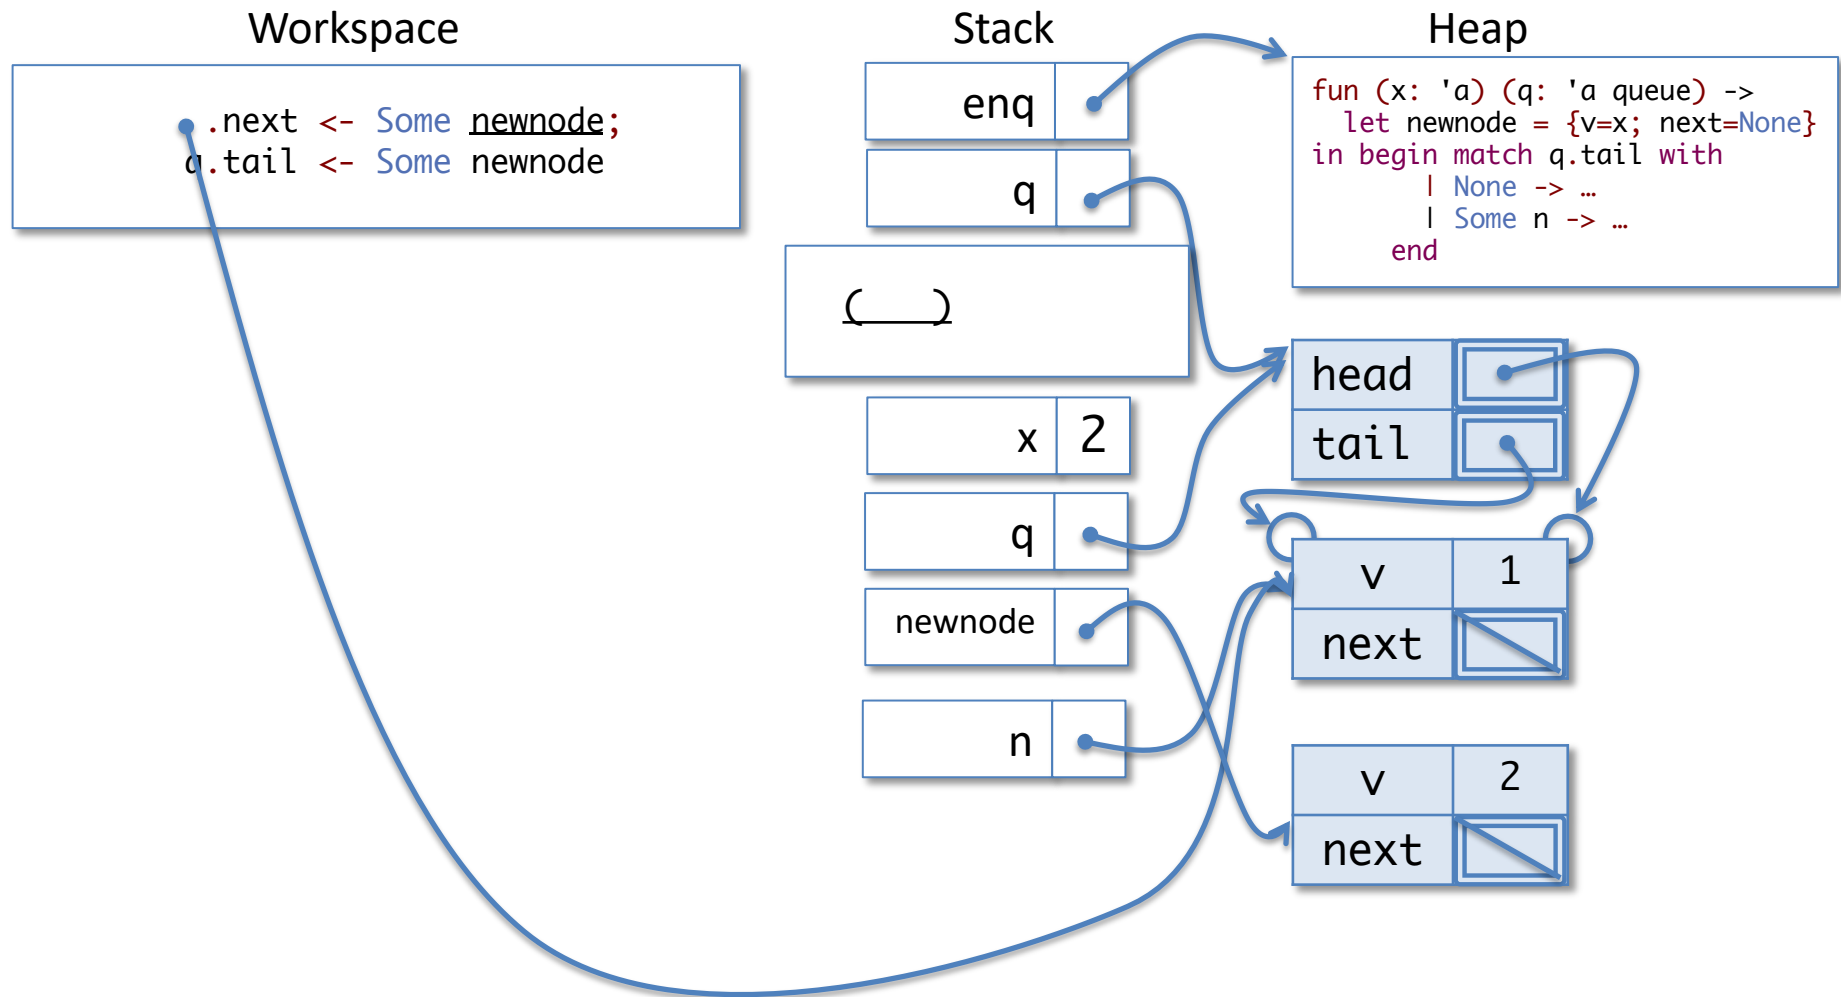 Workspace
.next <- Some newnode;
q.tail <- Some newnode
Stack
enq
q
(   )
x 2
q
newnode
n
Heap
fun (x: 'a) (q: 'a queue) ->
let newnode = {v=x; next=None}
in begin match q.tail with
| None -> …
| Some n -> …
end
head
tail
v 1
next
v 2
next